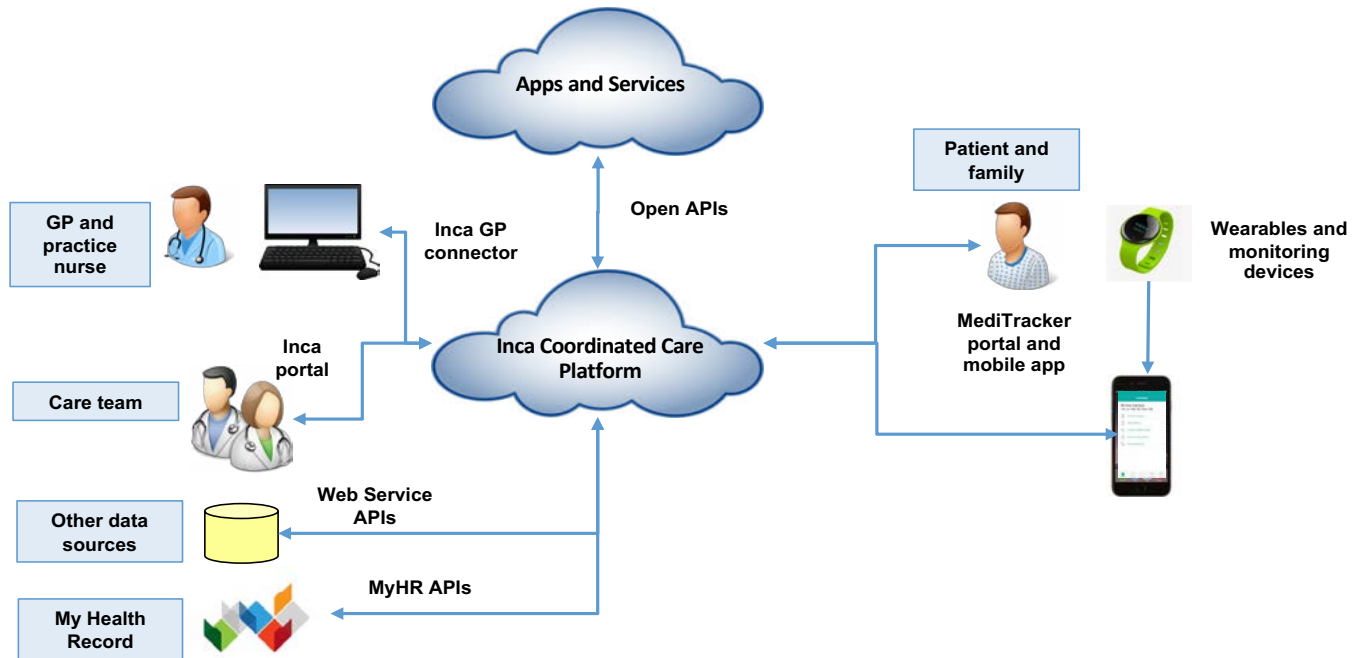 Apps and Services
Open APIs
GP and
practice
nurse
Inca GP
connector
Patient and
family
Wearables and
monitoring
devices
MediTracker
portal and
mobile app
Inca Coordinated Care
Platform
Inca
portal
Care team
Web Service
APIs
Other data
sources
MyHR APIs
My Health
Record